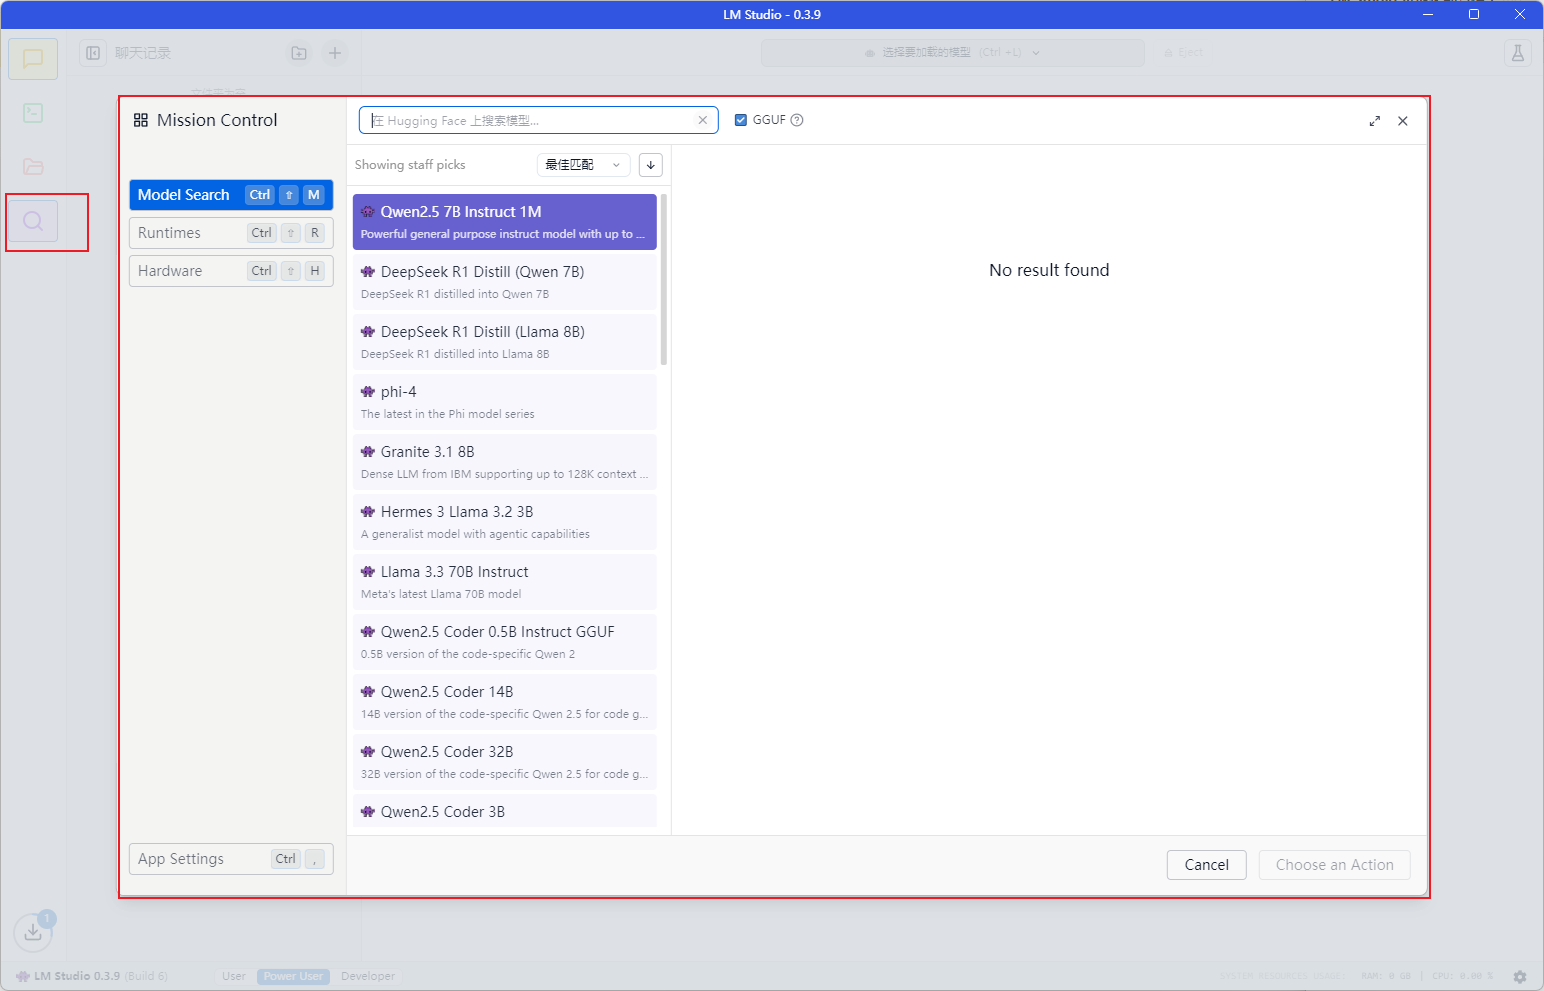 LM Studio - 0.3.9
聊天记录
选择要加载的模型 (Ctrl +L)
Eject
Mission Control
在 Hugging Face 上搜索模型...
GGUF
Showing staff picks
最佳匹配
Model Search Ctrl ⇧ M
Runtimes Ctrl ⇧ R
Hardware Ctrl ⇧ H
Qwen2.5 7B Instruct 1M
Powerful general purpose instruct model with up to ...
DeepSeek R1 Distill (Qwen 7B)
DeepSeek R1 distilled into Qwen 7B
DeepSeek R1 Distill (Llama 8B)
DeepSeek R1 distilled into Llama 8B
phi-4
The latest in the Phi model series
Granite 3.1 8B
Dense LLM from IBM supporting up to 128K context ...
Hermes 3 Llama 3.2 3B
A generalist model with agentic capabilities
Llama 3.3 70B Instruct
Meta's latest Llama 70B model
Qwen2.5 Coder 0.5B Instruct GGUF
0.5B version of the code-specific Qwen 2
Qwen2.5 Coder 14B
14B version of the code-specific Qwen 2.5 for code g...
Qwen2.5 Coder 32B
32B version of the code-specific Qwen 2.5 for code g...
Qwen2.5 Coder 3B
No result found
App Settings Ctrl ,
Cancel
Choose an Action
1
LM Studio 0.3.9 (Build 6)
User
Power User
Developer
SYSTEM RESOURCES USAGE: RAM: 0 GB | CPU: 0.00 %